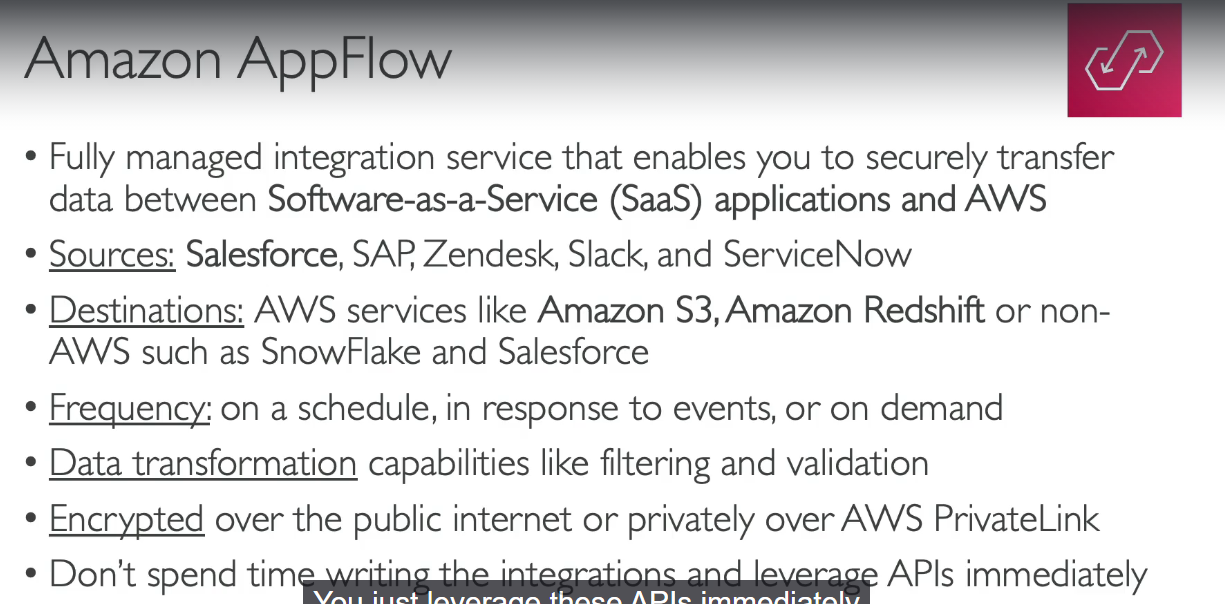 Amazon AppFlow
• Fully managed integration service that enables you to securely transfer
data between Software-as-a-Service (SaaS) applications and AWS
• Sources: Salesforce, SAP, Zendesk, Slack, and ServiceNow
• Destinations: AWS services like Amazon S3, Amazon Redshift or non-
AWS such as SnowFlake and Salesforce
• Frequency: on a schedule, in response to events, or on demand
• Data transformation capabilities like filtering and validation
• Encrypted over the public internet or privately over AWS PrivateLink
• Don't spend time writing the integrations and leverage APIs immediately
You just leverage these APIs immediately